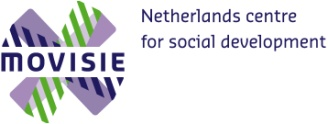 MOVISIE
Netherlands centre
for social development